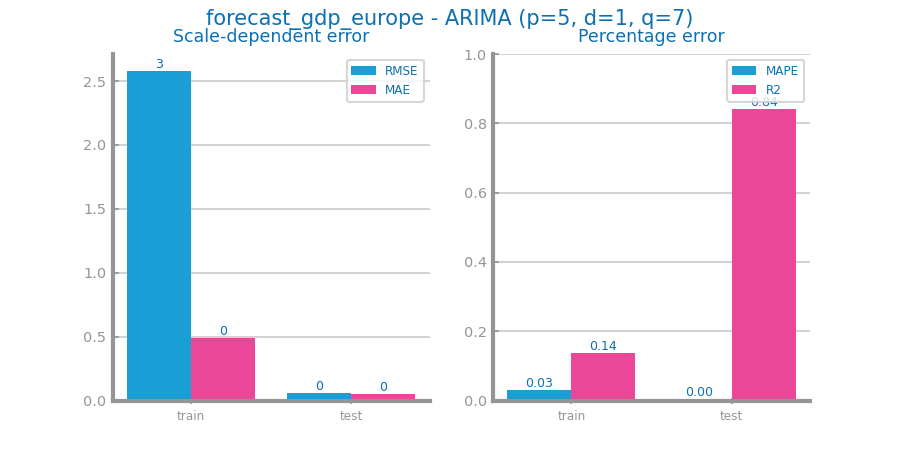 forecast_gdp_europe - ARIMA (p=5, d=1, q=7)
Scale-dependent error
RMSE
MAE
2.5
2.0
1.5
1.0
0.5
0.0
3
0
0
0
train
test
Percentage error
MAPE
R2
1.0
0.8
0.6
0.4
0.2
0.0
0.03
0.14
0.00
0.84
train
test